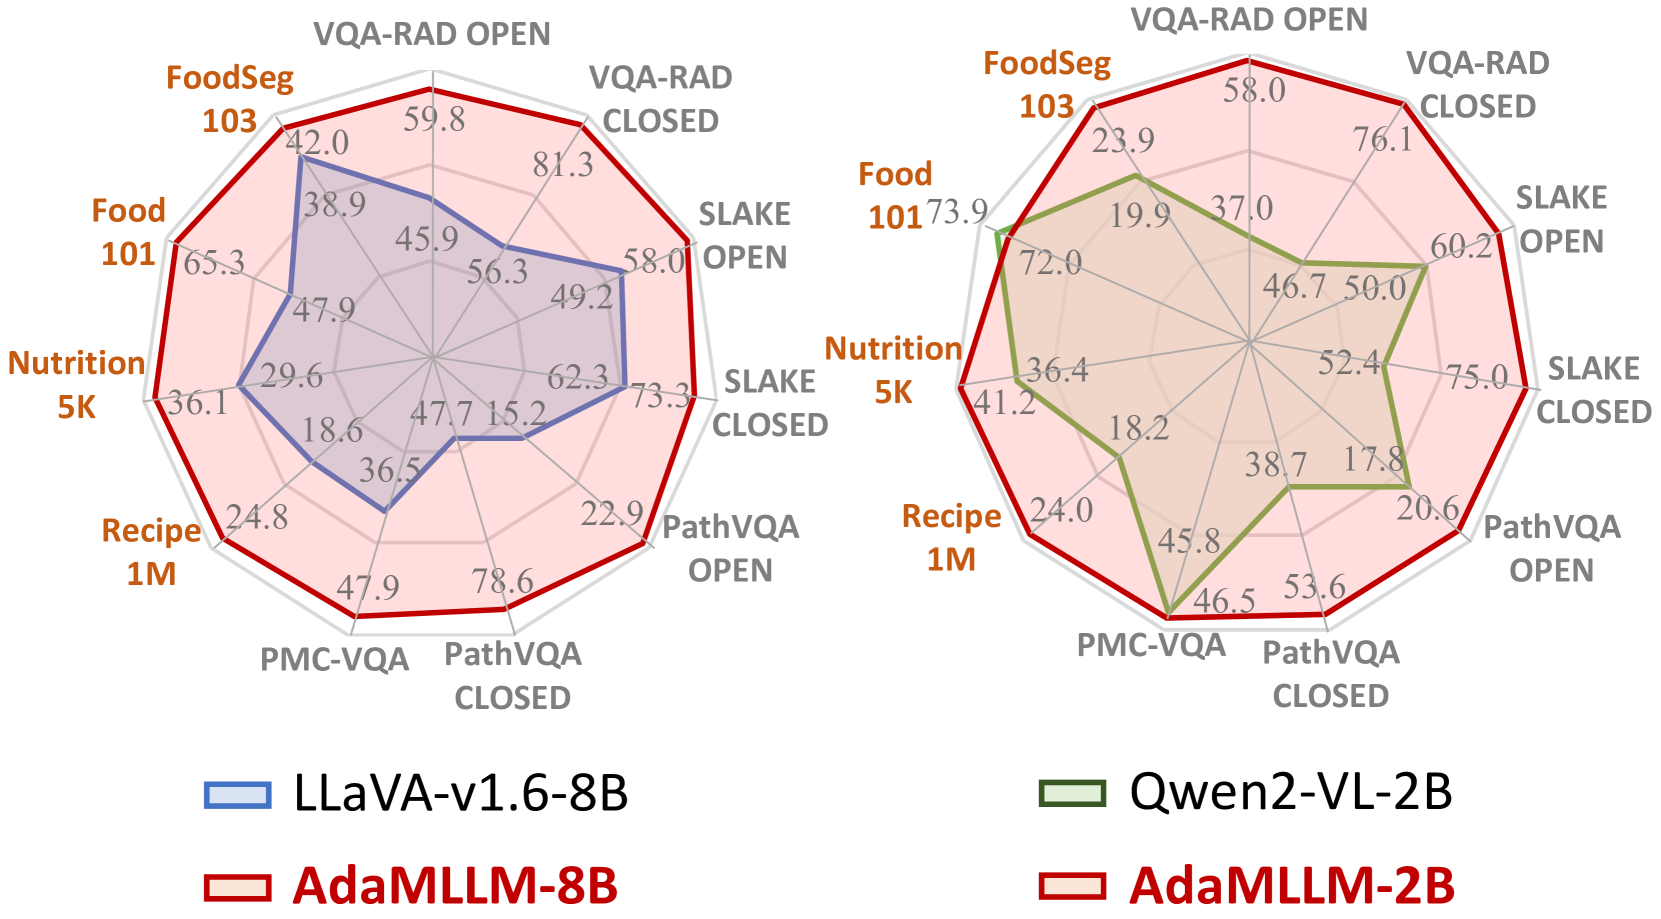 VQA-RAD OPEN
FoodSeg
103
VQA-RAD
CLOSED
59.8
42.0
81.3
38.9
Food
101
SLAKE
OPEN
45.9
65.3
56.3
58.0
49.2
47.9
Nutrition
5K
29.6
62.3
73.3
SLAKE
CLOSED
36.1
18.6
47.7
15.2
36.5
Recipe
1M
24.8
22.9
PathVQA
OPEN
47.9
78.6
PMC-VQA
PathVQA
CLOSED
LLaVA-v1.6-8B
AdaMLLM-8B
VQA-RAD OPEN
FoodSeg
103
VQA-RAD
CLOSED
58.0
23.9
76.1
Food
101
73.9
19.9
37.0
SLAKE
OPEN
60.2
72.0
46.7
50.0
Nutrition
5K
36.4
52.4
75.0
SLAKE
CLOSED
41.2
18.2
38.7
17.8
Recipe
1M
24.0
20.6
PathVQA
OPEN
45.8
46.5
53.6
PMC-VQA
PathVQA
CLOSED
Qwen2-VL-2B
AdaMLLM-2B